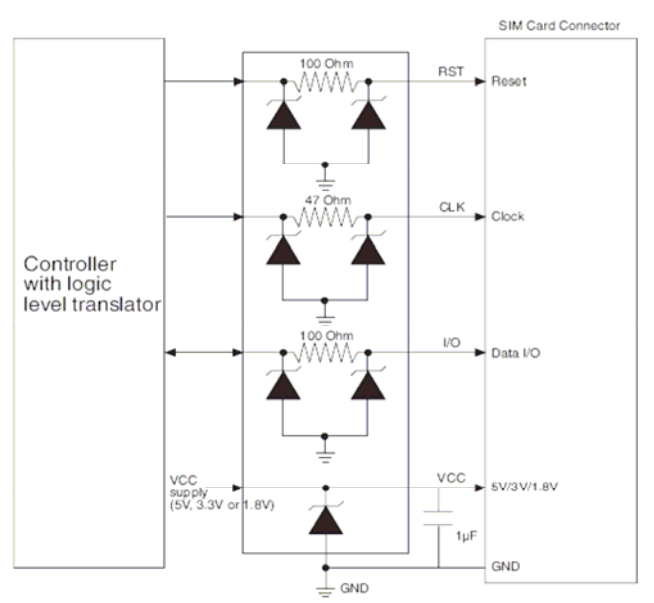 SIM Card Connector
100 Ohm
RST
Reset
47 Ohm
CLK
Clock
Controller
with logic
level translator
100 Ohm
I/O
Data I/O
VCC
supply
(5V, 3.3V or 1.8V)
VCC
5V/3V/1.8V
1µF
GND
GND